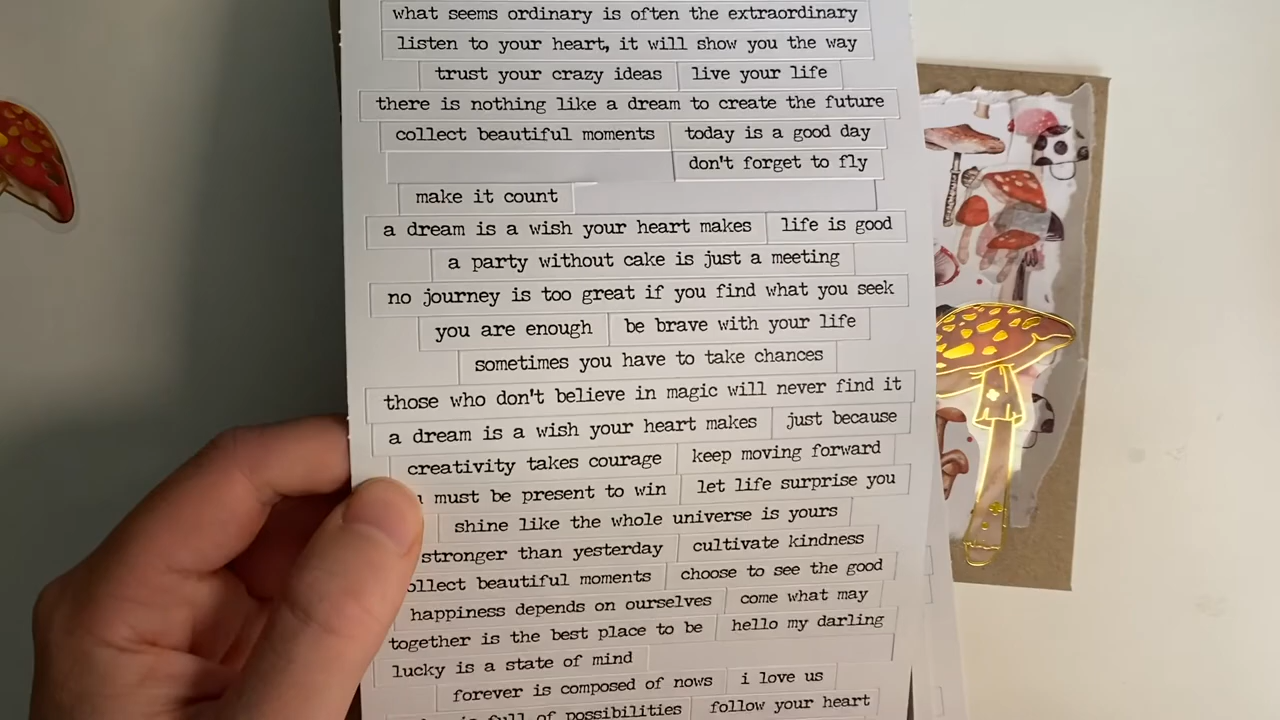 what seems ordinary is often the extraordinary
listen to your heart, it will show you the way
trust your crazy ideas live your life
there is nothing like a dream to create the future
collect beautiful moments today is a good day
don't forget to fly
make it count
a dream is a wish your heart makes life is good
a party without cake is just a meeting
no journey is too great if you find what you seek
you are enough be brave with your life
sometimes you have to take chances
those who don't believe in magic will never find it
a dream is a wish your heart makes just because
creativity takes courage keep moving forward
must be present to win let life surprise you
shine like the whole universe is yours
stronger than yesterday cultivate kindness
ollect beautiful moments choose to see the good
happiness depends on ourselves come what may
together is the best place to be hello my darling
lucky is a state of mind
forever is composed of nows i love us
full of possibilities follow your heart